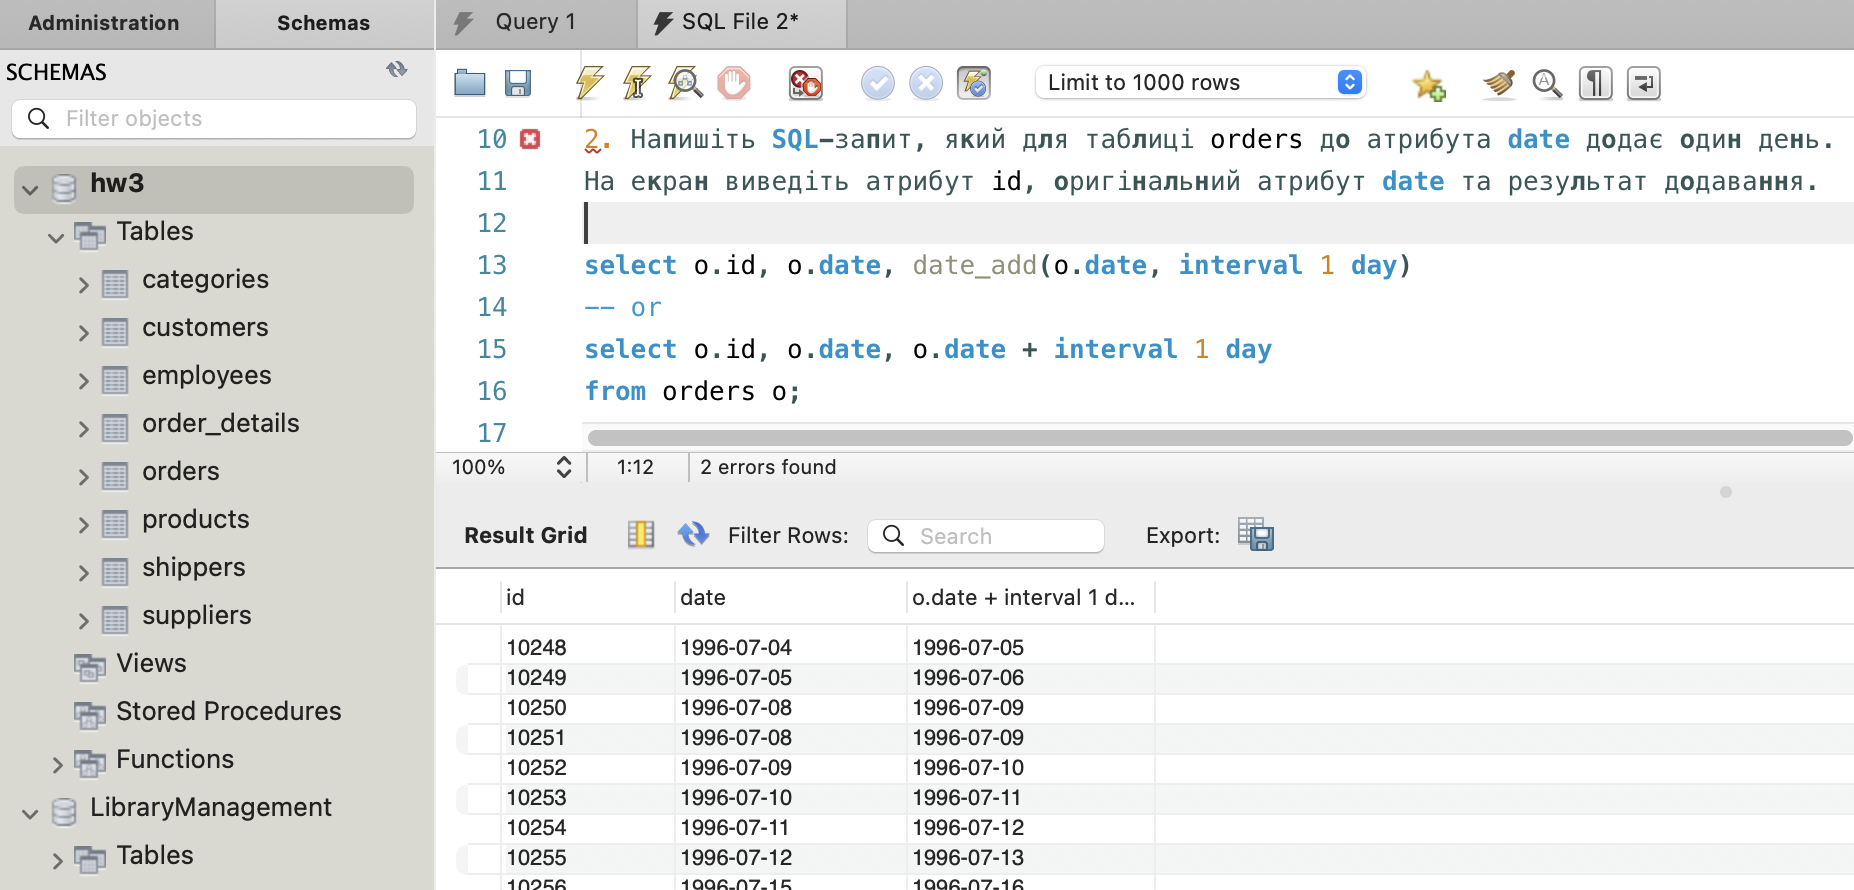 Administration
Schemas
Query 1
SQL File 2*
SCHEMAS
Filter objects
Limit to 1000 rows
hw3
Tables
categories
customers
employees
order_details
orders
products
shippers
suppliers
Views
Stored Procedures
Functions
LibraryManagement
Tables
10 2. Напишіть SQL-запит, який для таблиці orders до атрибута date додає один день.
11 На екран виведіть атрибут id, оригінальний атрибут date та результат додавання.
12
13 select o.id, o.date, date_add(o.date, interval 1 day)
14 -- or
15 select o.id, o.date, o.date + interval 1 day
16 from orders o;
17
100% 1:12 2 errors found
Result Grid Filter Rows: Search Export:
id date o.date + interval 1 d...
10248 1996-07-04 1996-07-05
10249 1996-07-05 1996-07-06
10250 1996-07-08 1996-07-09
10251 1996-07-08 1996-07-09
10252 1996-07-09 1996-07-10
10253 1996-07-10 1996-07-11
10254 1996-07-11 1996-07-12
10255 1996-07-12 1996-07-13
10256 1996-07-15 1996-07-16